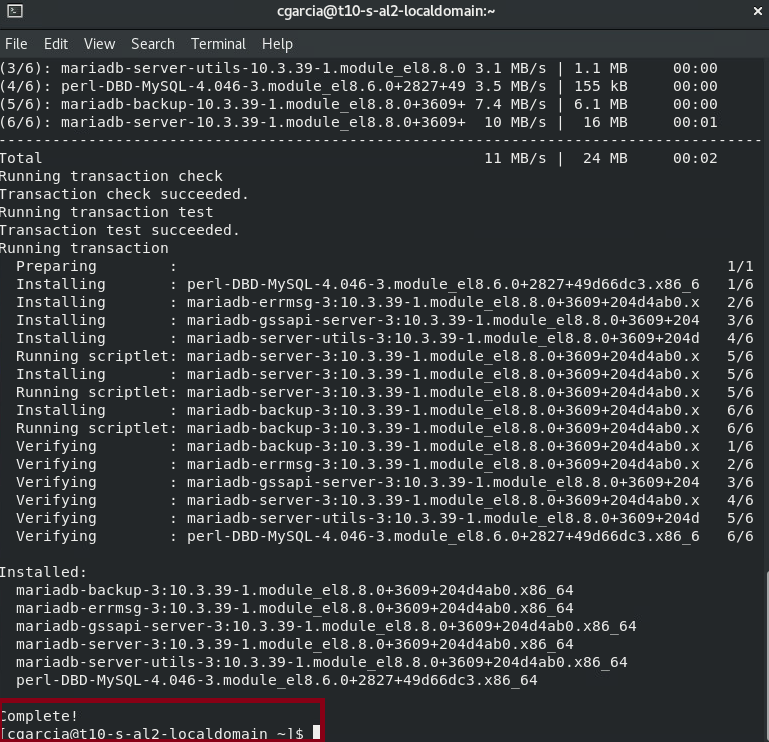 cgarcia@t10-s-al2-localdomain:~
File Edit View Search Terminal Help
(3/6): mariadb-server-utils-10.3.39-1.module_el8.8.0 3.1 MB/s | 1.1 MB 00:00
(4/6): perl-DBD-MySQL-4.046-3.module_el8.6.0+2827+49 3.5 MB/s | 155 kB 00:00
(5/6): mariadb-backup-10.3.39-1.module_el8.8.0+3609+ 7.4 MB/s | 6.1 MB 00:00
(6/6): mariadb-server-10.3.39-1.module_el8.8.0+3609+ 10 MB/s | 16 MB 00:01
--------------------------------------------------------------------------------
Total 11 MB/s | 24 MB 00:02
Running transaction check
Transaction check succeeded.
Running transaction test
Transaction test succeeded.
Running transaction
Preparing : 1/1
Installing : perl-DBD-MySQL-4.046-3.module_el8.6.0+2827+49d66dc3.x86_6 1/6
Installing : mariadb-errmsg-3:10.3.39-1.module_el8.8.0+3609+204d4ab0.x 2/6
Installing : mariadb-gssapi-server-3:10.3.39-1.module_el8.8.0+3609+204 3/6
Installing : mariadb-server-utils-3:10.3.39-1.module_el8.8.0+3609+204d 4/6
Running scriptlet: mariadb-server-3:10.3.39-1.module_el8.8.0+3609+204d4ab0.x 5/6
Installing : mariadb-server-3:10.3.39-1.module_el8.8.0+3609+204d4ab0.x 5/6
Running scriptlet: mariadb-server-3:10.3.39-1.module_el8.8.0+3609+204d4ab0.x 5/6
Installing : mariadb-backup-3:10.3.39-1.module_el8.8.0+3609+204d4ab0.x 6/6
Running scriptlet: mariadb-backup-3:10.3.39-1.module_el8.8.0+3609+204d4ab0.x 6/6
Verifying : mariadb-backup-3:10.3.39-1.module_el8.8.0+3609+204d4ab0.x 1/6
Verifying : mariadb-errmsg-3:10.3.39-1.module_el8.8.0+3609+204d4ab0.x 2/6
Verifying : mariadb-gssapi-server-3:10.3.39-1.module_el8.8.0+3609+204 3/6
Verifying : mariadb-server-3:10.3.39-1.module_el8.8.0+3609+204d4ab0.x 4/6
Verifying : mariadb-server-utils-3:10.3.39-1.module_el8.8.0+3609+204d 5/6
Verifying : perl-DBD-MySQL-4.046-3.module_el8.6.0+2827+49d66dc3.x86_6 6/6
Installed:
mariadb-backup-3:10.3.39-1.module_el8.8.0+3609+204d4ab0.x86_64
mariadb-errmsg-3:10.3.39-1.module_el8.8.0+3609+204d4ab0.x86_64
mariadb-gssapi-server-3:10.3.39-1.module_el8.8.0+3609+204d4ab0.x86_64
mariadb-server-3:10.3.39-1.module_el8.8.0+3609+204d4ab0.x86_64
mariadb-server-utils-3:10.3.39-1.module_el8.8.0+3609+204d4ab0.x86_64
perl-DBD-MySQL-4.046-3.module_el8.6.0+2827+49d66dc3.x86_64
Complete!
[cgarcia@t10-s-al2-localdomain ~]$